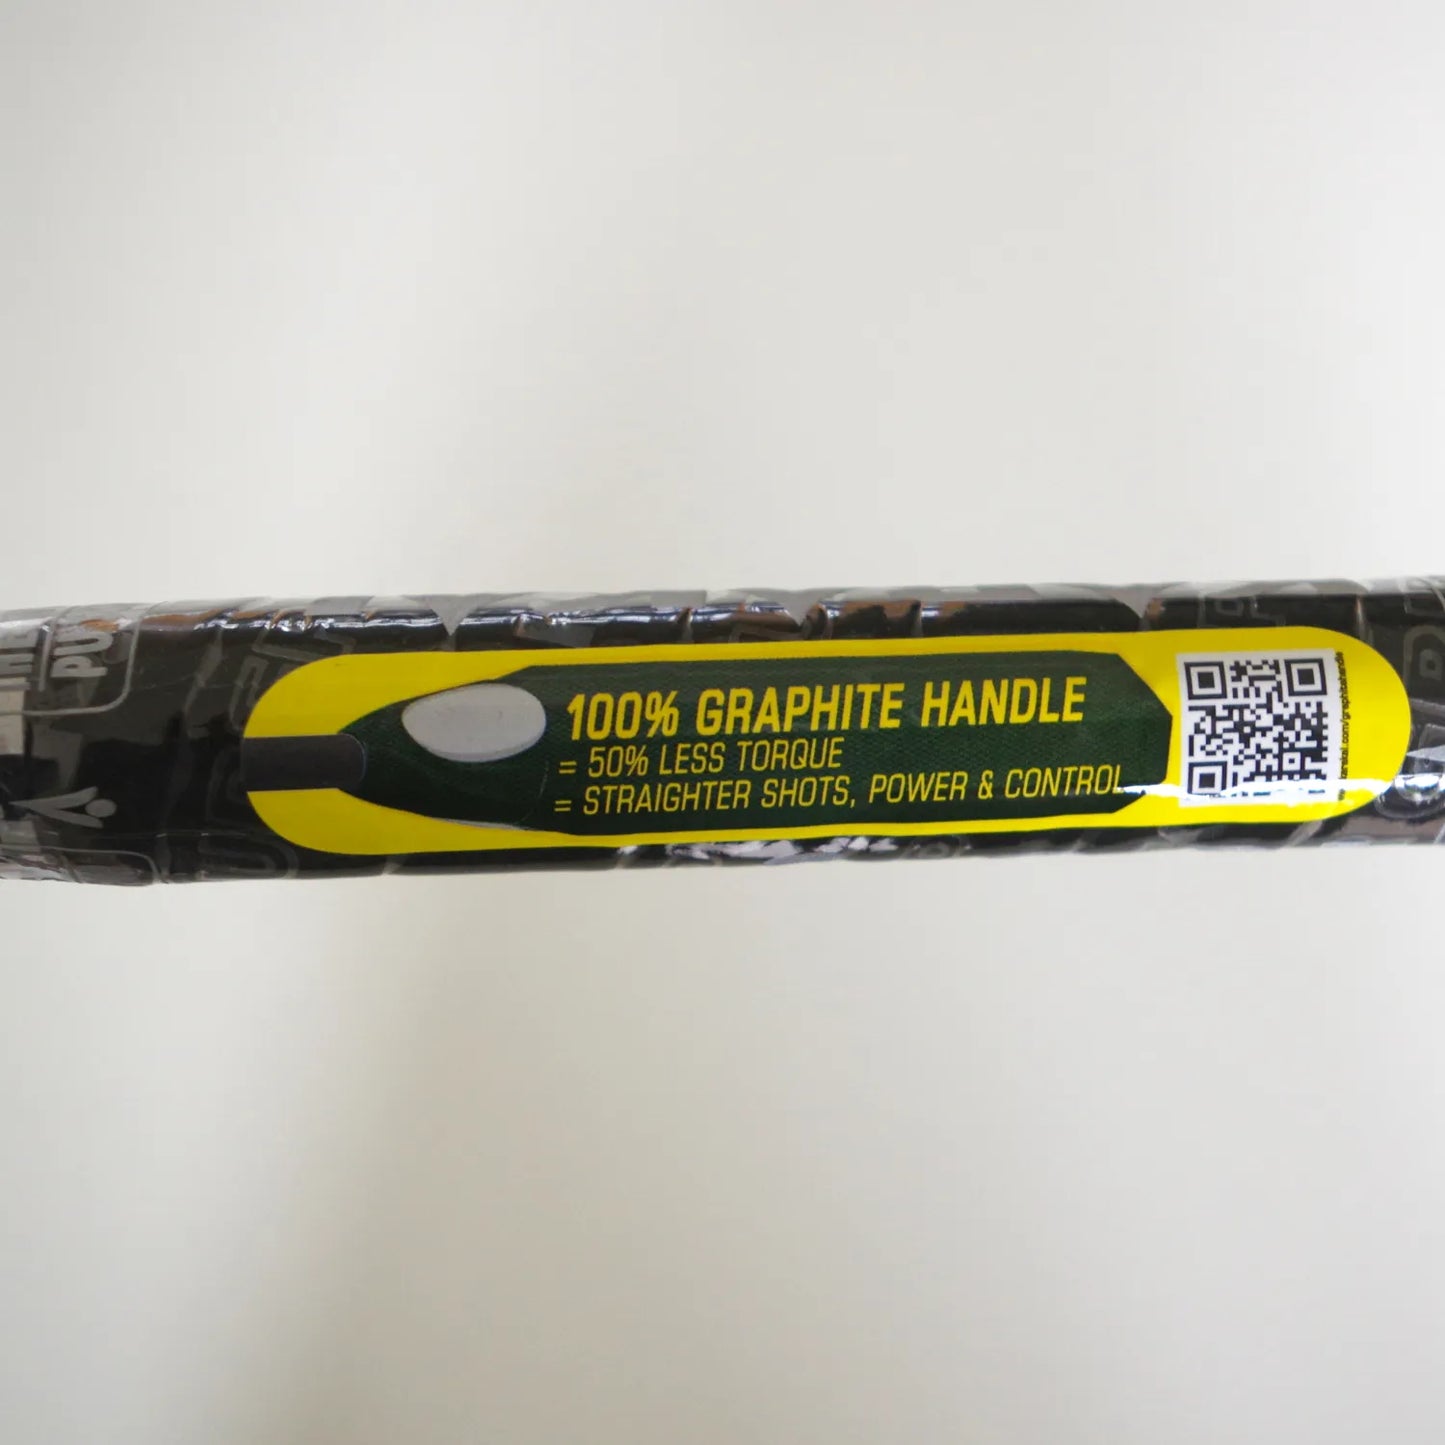 100% GRAPHITE HANDLE
= 50% LESS TORQUE
= STRAIGHTER SHOTS, POWER & CONTROL